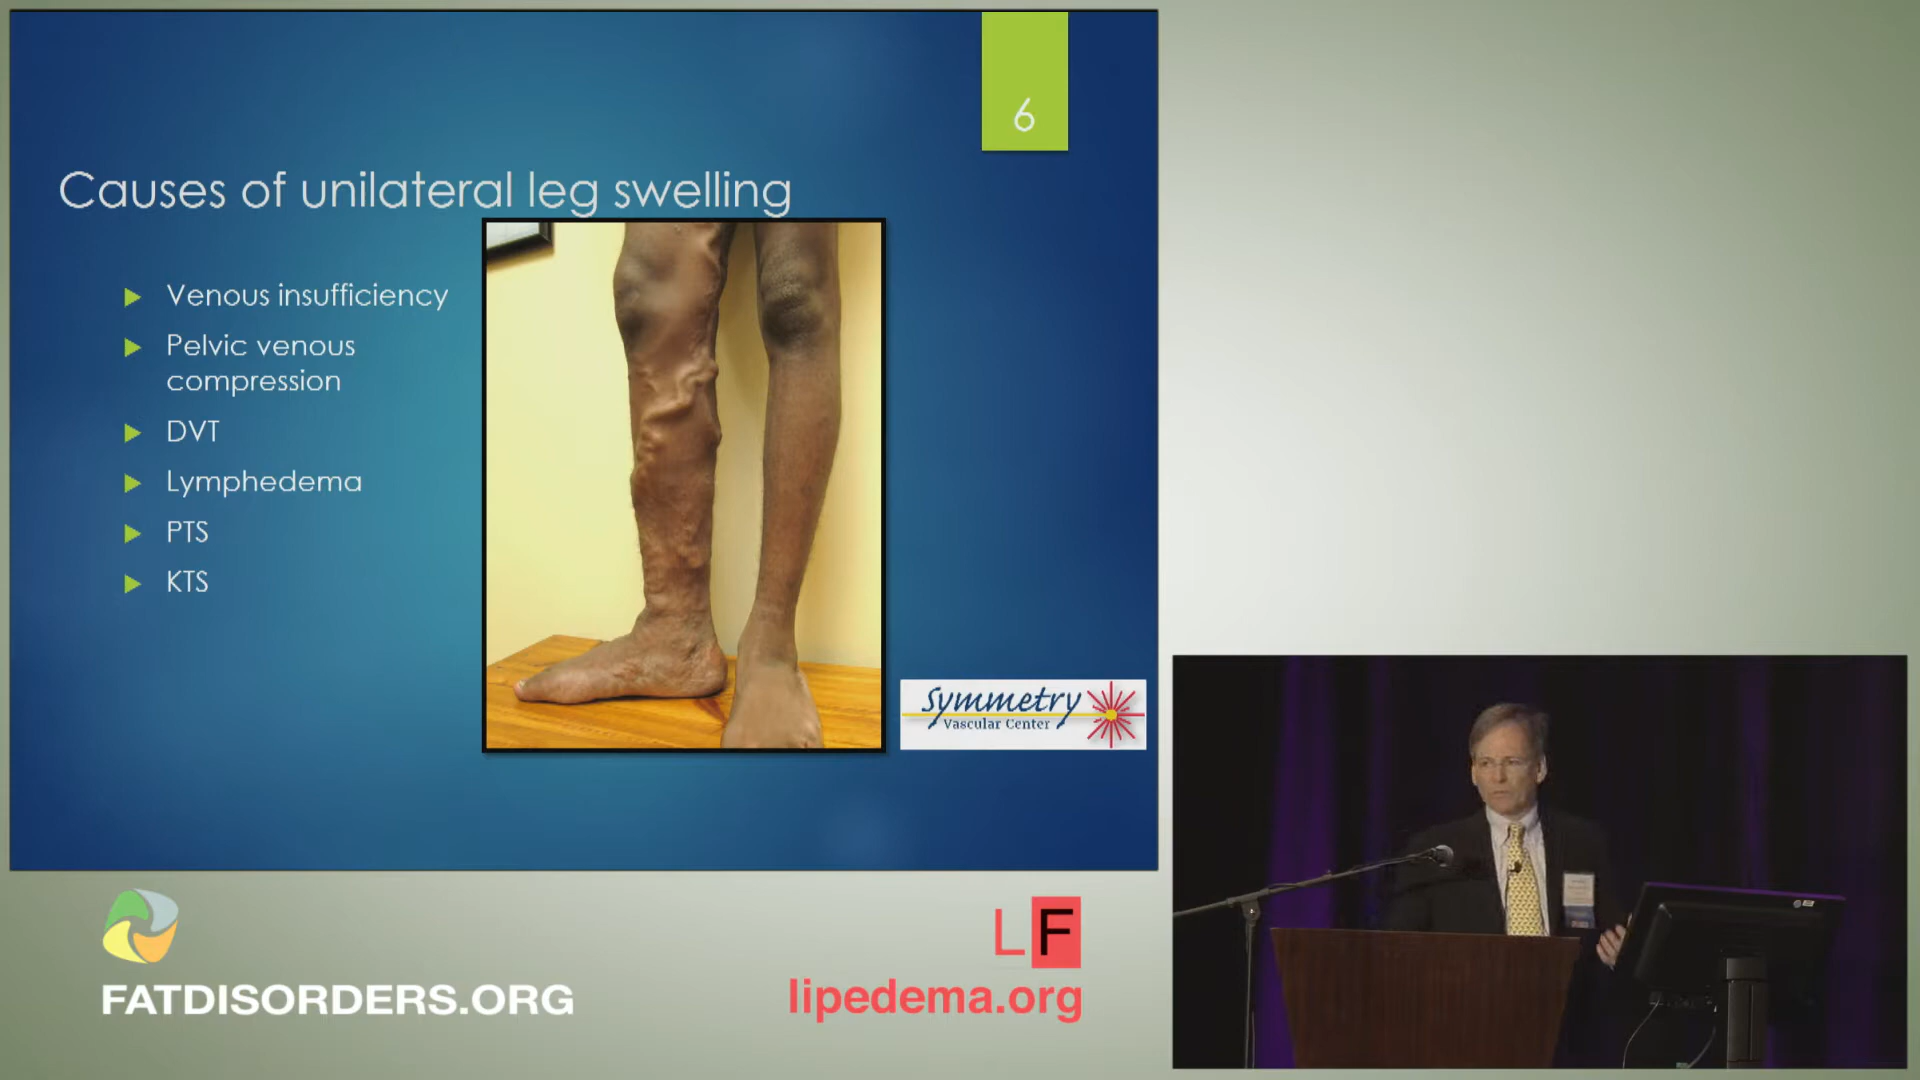 6
Causes of unilateral leg swelling
Venous insufficiency
Pelvic venous
compression
DVT
Lymphedema
PTS
KTS
Symmetry
Vascular Center
FATDISORDERS.ORG
LF
lipedema.org